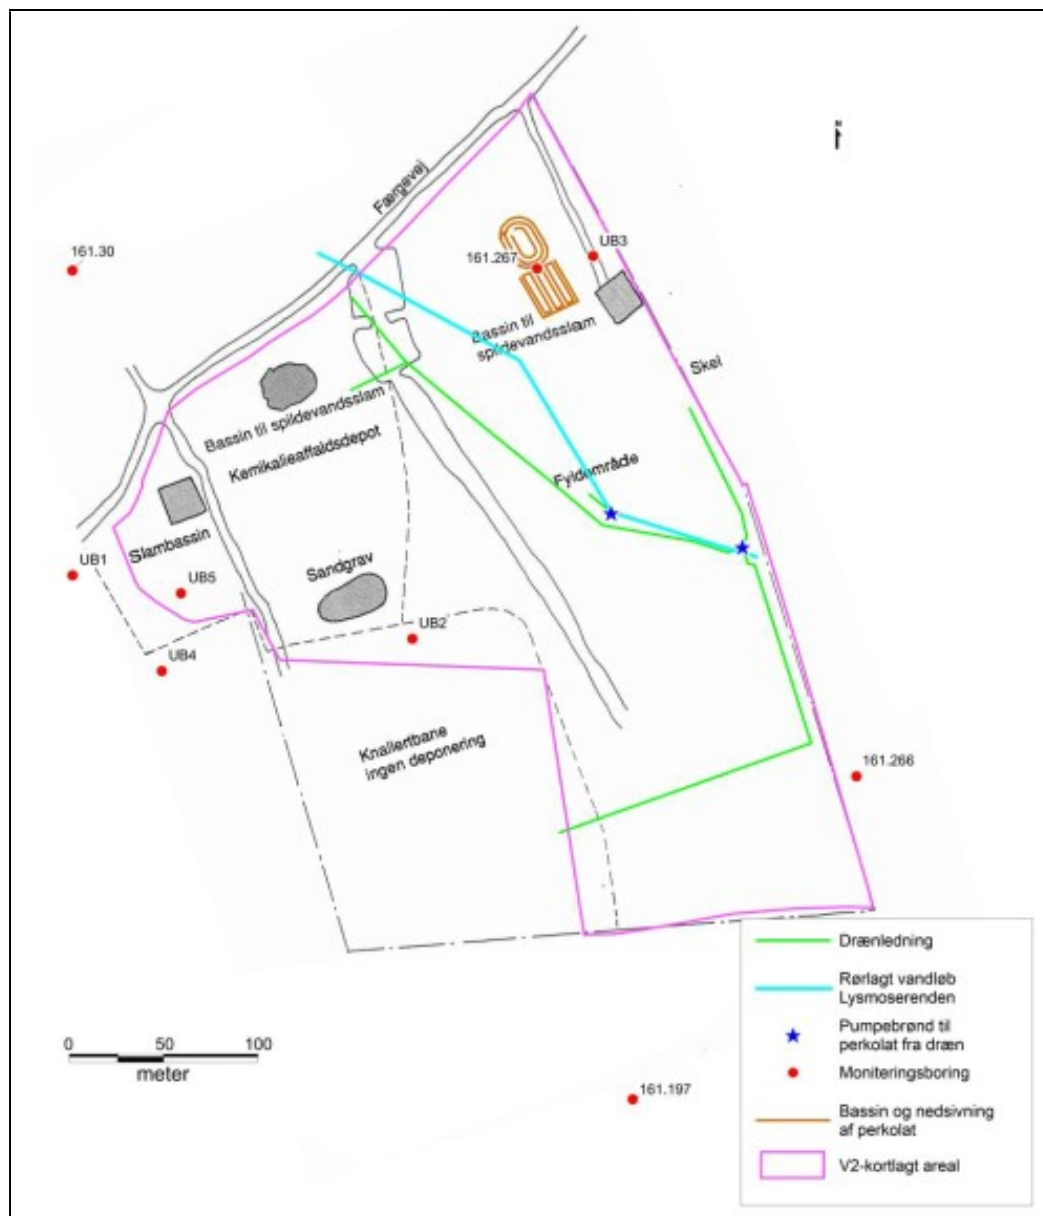 Færgevej
161.30
161.267
UB3
Bassin til
spildevandsslam
Skel
Bassin til spildevandsslam
Kemikalieaffaldsdepot
Fyldområde
Slambassin
UB1
UB5
Sandgrav
UB2
UB4
Knallertbane
ingen deponering
161.266
161.197
0 50 100
meter
Drænledning
Rørlagt vandløb
Lysmoserenden
Pumpebrønd til
perkolat fra dræn
Moniteringsboring
Bassin og nedsivning
af perkolat
V2-kortlagt areal